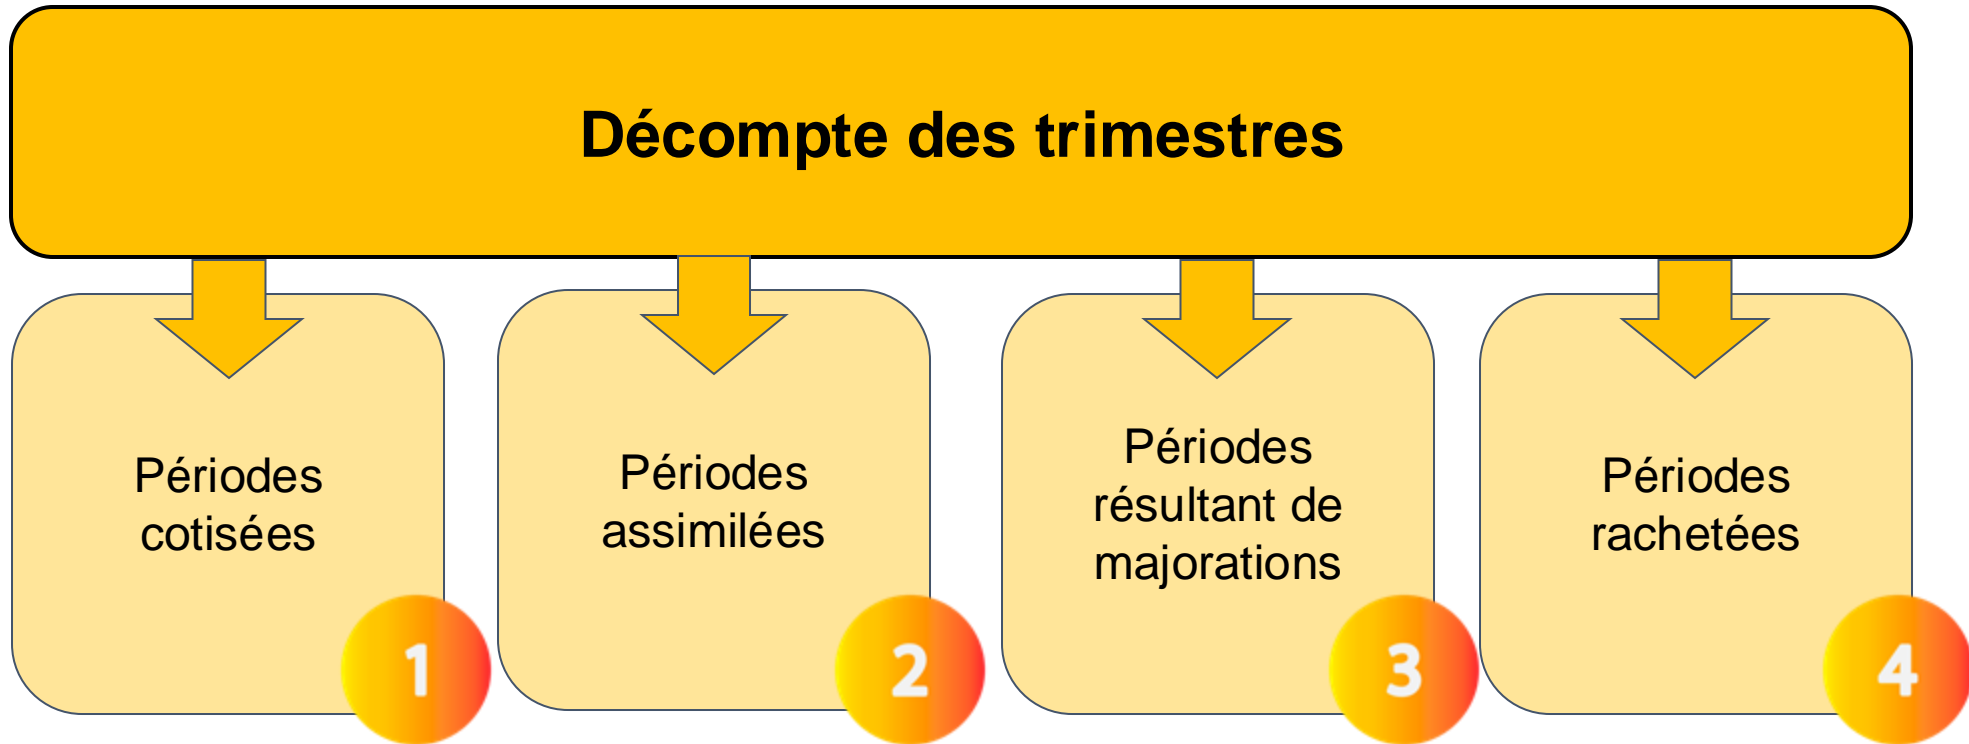 Décompte des trimestres
Périodes
cotisées
1
Périodes
assimilées
2
Périodes
résultant de
majorations
3
Périodes
rachetées
4